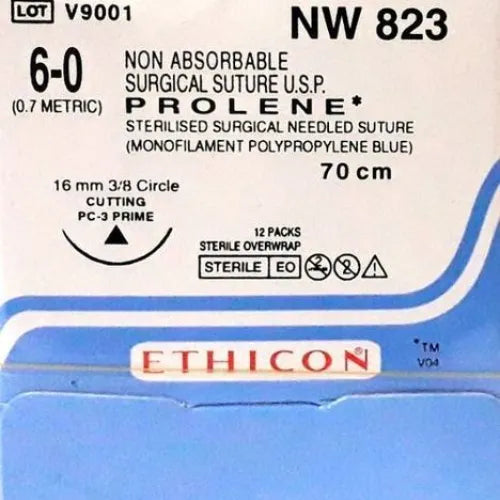 LOT V9001
NW 823
6-0
(0.7 METRIC)
NON ABSORBABLE
SURGICAL SUTURE U.S.P.
PROLENE*
STERILISED SURGICAL NEEDLED SUTURE
(MONOFILAMENT POLYPROPYLENE BLUE)
70 cm
16 mm 3/8 Circle
CUTTING
PC-3 PRIME
12 PACKS
STERILE OVERWRAP
STERILE EO 2
ETHICON
*TM
V04